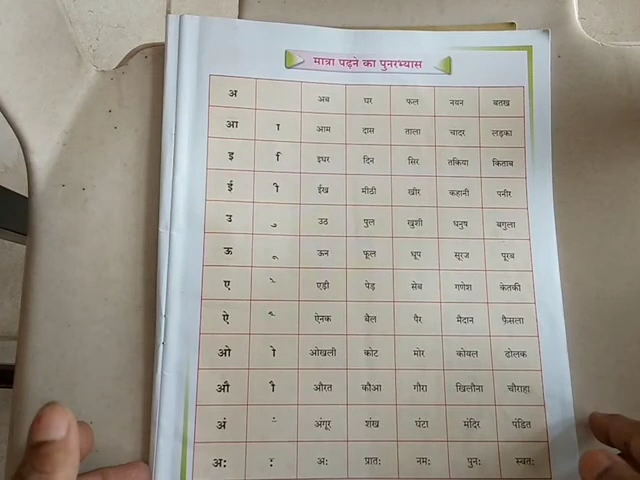 मात्रा पढ़ने का पुनरभ्यास
अ अब घर फल नयन बतख
आ ा आम दास ताला चादर लड़का
इ ि इधर दिन सिर तकिया किताब
ई ी ईख मीठी खीर कहानी पनीर
उ ु उठ पुल खुशी धनुष बगुला
ऊ ू ऊन फूल धूप सूरज पूरब
ए े एड़ी पेड़ सेब गणेश केतकी
ऐ ै ऐनक बैल पैर मैदान फ़ैसला
ओ ो ओखली कोट मोर कोयल ढोलक
औ ौ औरत कौआ गौरा खिलौना चौराहा
अं ं अंगूर शंख घंटा मंदिर पंडित
अः ः अः प्रातः नमः पुनः स्वतः